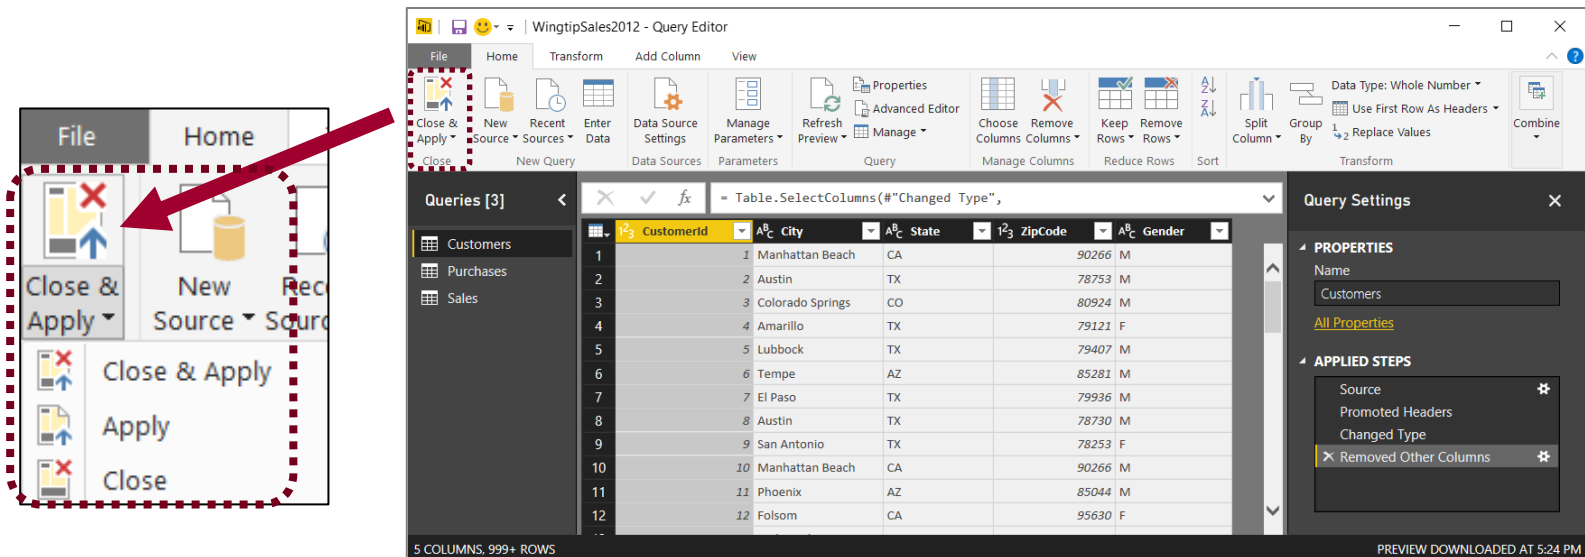 File Home
Close & Apply
New Source
Close & Apply
Apply
Close
WingtipSales2012 - Query Editor
File Home Transform Add Column View
Close & Apply
New Source
Recent Sources
Enter Data
Data Source Settings
Manage Parameters
Refresh Preview
Properties
Advanced Editor
Manage
Choose Columns
Remove Columns
Keep Rows
Remove Rows
Split Column
Group By
Data Type: Whole Number
Use First Row As Headers
Replace Values
Combine
Close New Query Data Sources Parameters Query Manage Columns Reduce Rows Sort Transform
Queries [3]
Customers
Purchases
Sales
fx = Table.SelectColumns(#"Changed Type",
CustomerId City State ZipCode Gender
1 1 Manhattan Beach CA 90266 M
2 2 Austin TX 78753 M
3 3 Colorado Springs CO 80924 M
4 4 Amarillo TX 79121 F
5 5 Lubbock TX 79407 M
6 6 Tempe AZ 85281 M
7 7 El Paso TX 79936 M
8 8 Austin TX 78730 M
9 9 San Antonio TX 78253 F
10 10 Manhattan Beach CA 90266 M
11 11 Phoenix AZ 85044 M
12 12 Folsom CA 95630 F
Query Settings
PROPERTIES
Name
Customers
All Properties
APPLIED STEPS
Source
Promoted Headers
Changed Type
Removed Other Columns
5 COLUMNS, 999+ ROWS
PREVIEW DOWNLOADED AT 5:24 PM